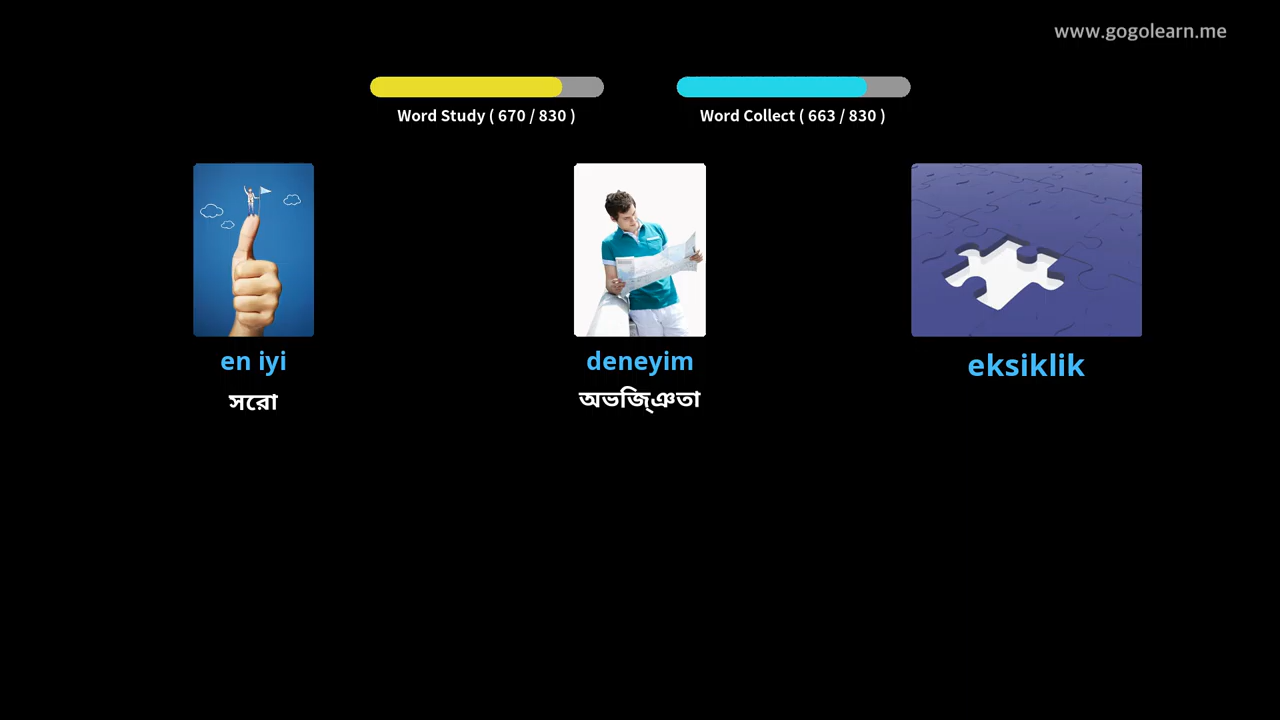 www.gogolearn.me
Word Study ( 670 / 830 )
Word Collect ( 663 / 830 )
en iyi
deneyim
eksiklik
সেরা
অভিজ্ঞতা